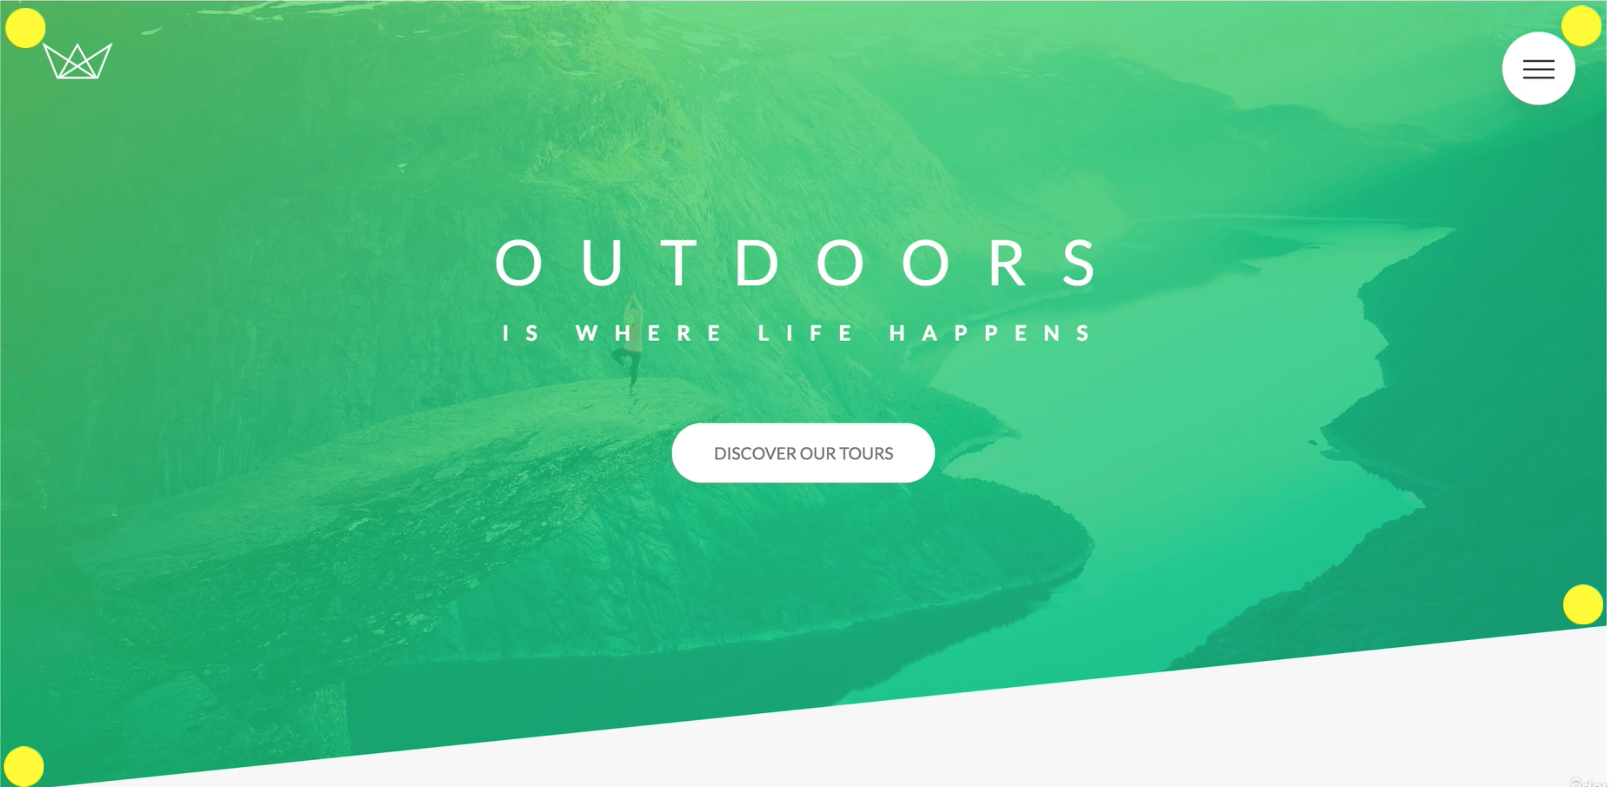 OUTDOORS
IS WHERE LIFE HAPPENS
DISCOVER OUR TOURS